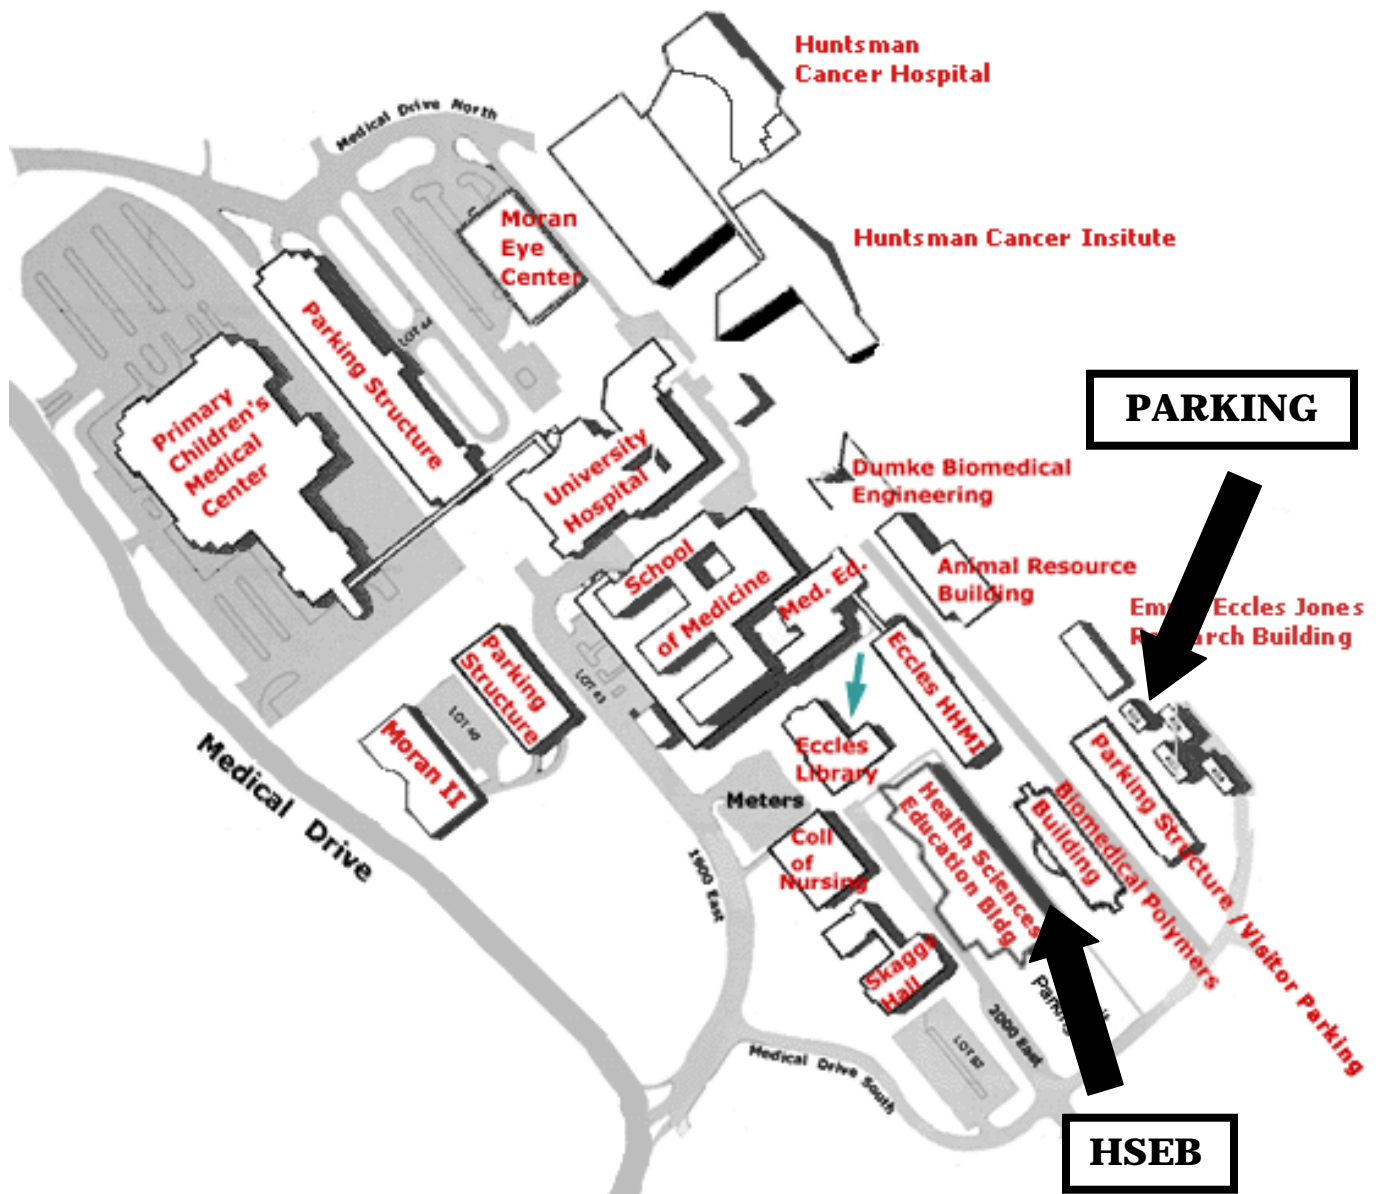 Huntsman
Cancer Hospital
Medical Drive North
Moran
Eye
Center
Huntsman Cancer Insitute
Parking Structure
LOT 44
PARKING
Primary
Children's
Medical
Center
University
Hospital
Dumke Biomedical
Engineering
School
of Medicine
Med. Ed.
Animal Resource
Building
Eccles Jones
Building
Parking
Structure
LOT 63
Eccles HHMI
LOT 40
Moran II
Eccles
Library
Medical Drive
Meters
Parking Structure / Visitor Parking
Health Sciences
Education Bldg
Biomedical Polymers
Building
Coll
of
Nursing
1900 East
Skaggs
Hall
2000 East
LOT 82
Medical Drive South
HSEB